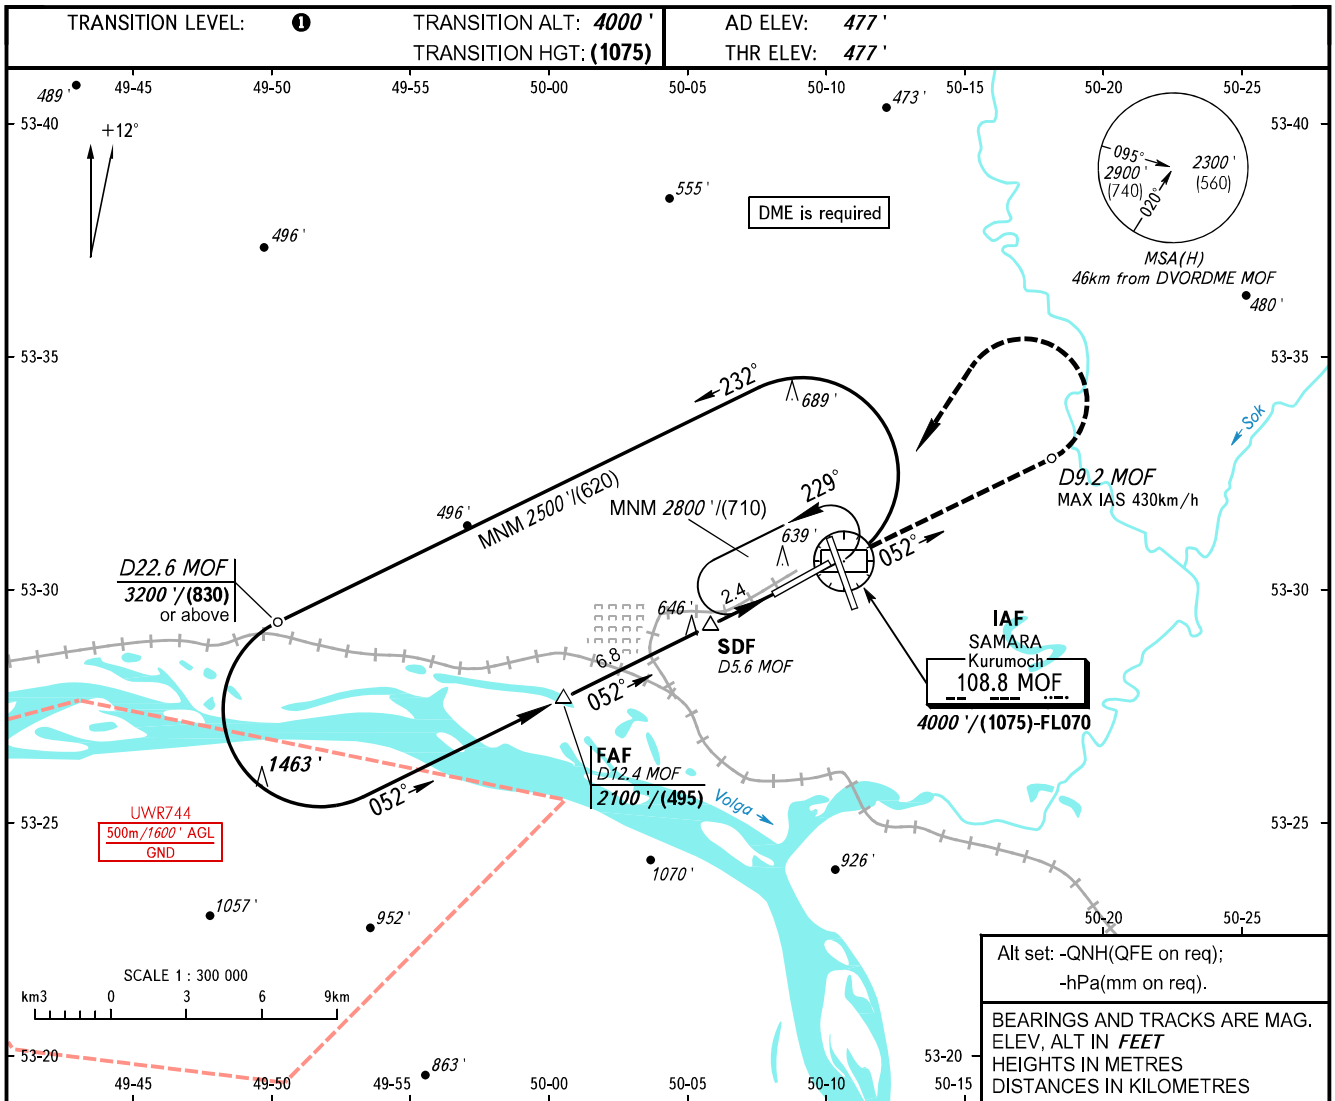 TRANSITION LEVEL: 1
TRANSITION ALT: 4000 '
TRANSITION HGT: (1075)
AD ELEV: 477 '
THR ELEV: 477 '
489 '
49-45
49-50
49-55
50-00
50-05
50-10
50-15
50-20
50-25
473 '
53-40
53-40
+12°
095°
2900 '
(740)
020°
2300 '
(560)
MSA(H)
46km from DVORDME MOF
555 '
DME is required
496 '
480 '
53-35
53-35
232°
689 '
Sok
D9.2 MOF
MAX IAS 430km/h
MNM 2500 '/(620)
229°
MNM 2800 '/(710)
496 '
639 '
052°
D22.6 MOF
3200 '/(830)
or above
53-30
53-30
2.4
646 '
SDF
D5.6 MOF
6.8
052°
IAF
SAMARA
Kurumoch
108.8 MOF
4000 '/(1075)-FL070
1463 '
052°
FAF
D12.4 MOF
2100 '/(495)
Volga
UWR744
500m/1600 ' AGL
GND
53-25
53-25
1070 '
926 '
1057 '
952 '
50-20
50-25
SCALE 1 : 300 000
km3 0 3 6 9km
Alt set: -QNH(QFE on req);
-hPa(mm on req).
BEARINGS AND TRACKS ARE MAG.
ELEV, ALT IN FEET
HEIGHTS IN METRES
DISTANCES IN KILOMETRES
53-20
53-20
863 '
49-45
49-50
49-55
50-00
50-05
50-10
50-15